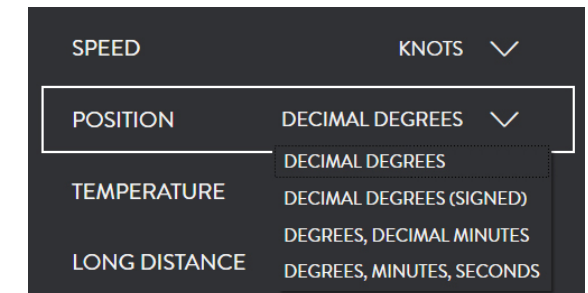 SPEED KNOTS
POSITION DECIMAL DEGREES
DECIMAL DEGREES
TEMPERATURE DECIMAL DEGREES (SIGNED)
DEGREES, DECIMAL MINUTES
LONG DISTANCE DEGREES, MINUTES, SECONDS